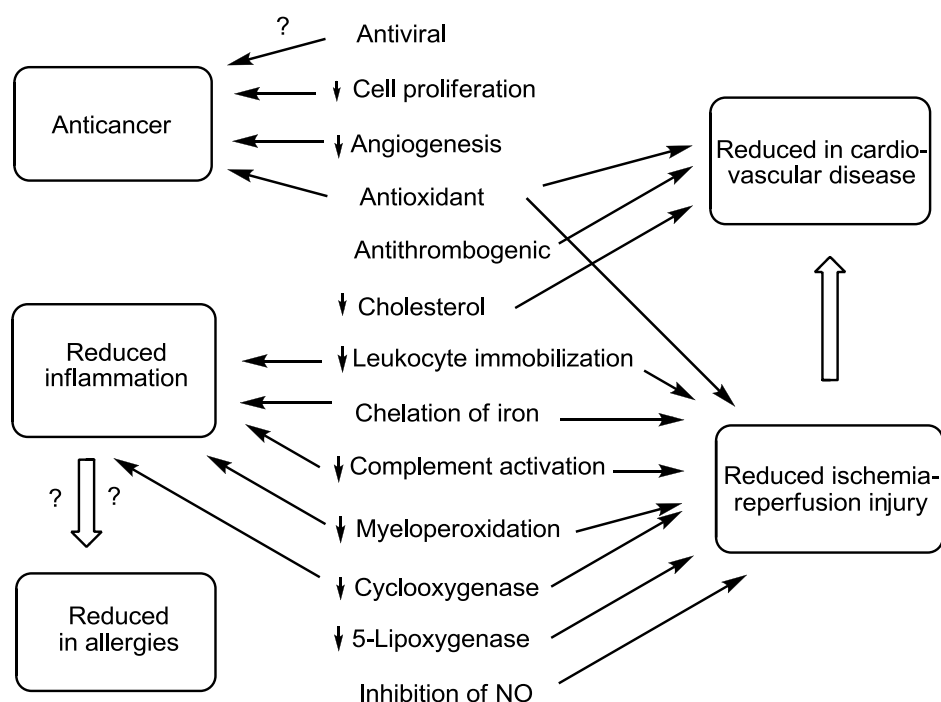 ?
Antiviral
Cell proliferation
Anticancer
Angiogenesis
Antioxidant
Reduced in cardio-
vascular disease
Antithrombogenic
Cholesterol
Reduced
inflammation
Leukocyte immobilization
Chelation of iron
Complement activation
Reduced ischemia-
reperfusion injury
? ?
Myeloperoxidation
Cyclooxygenase
Reduced
in allergies
5-Lipoxygenase
Inhibition of NO